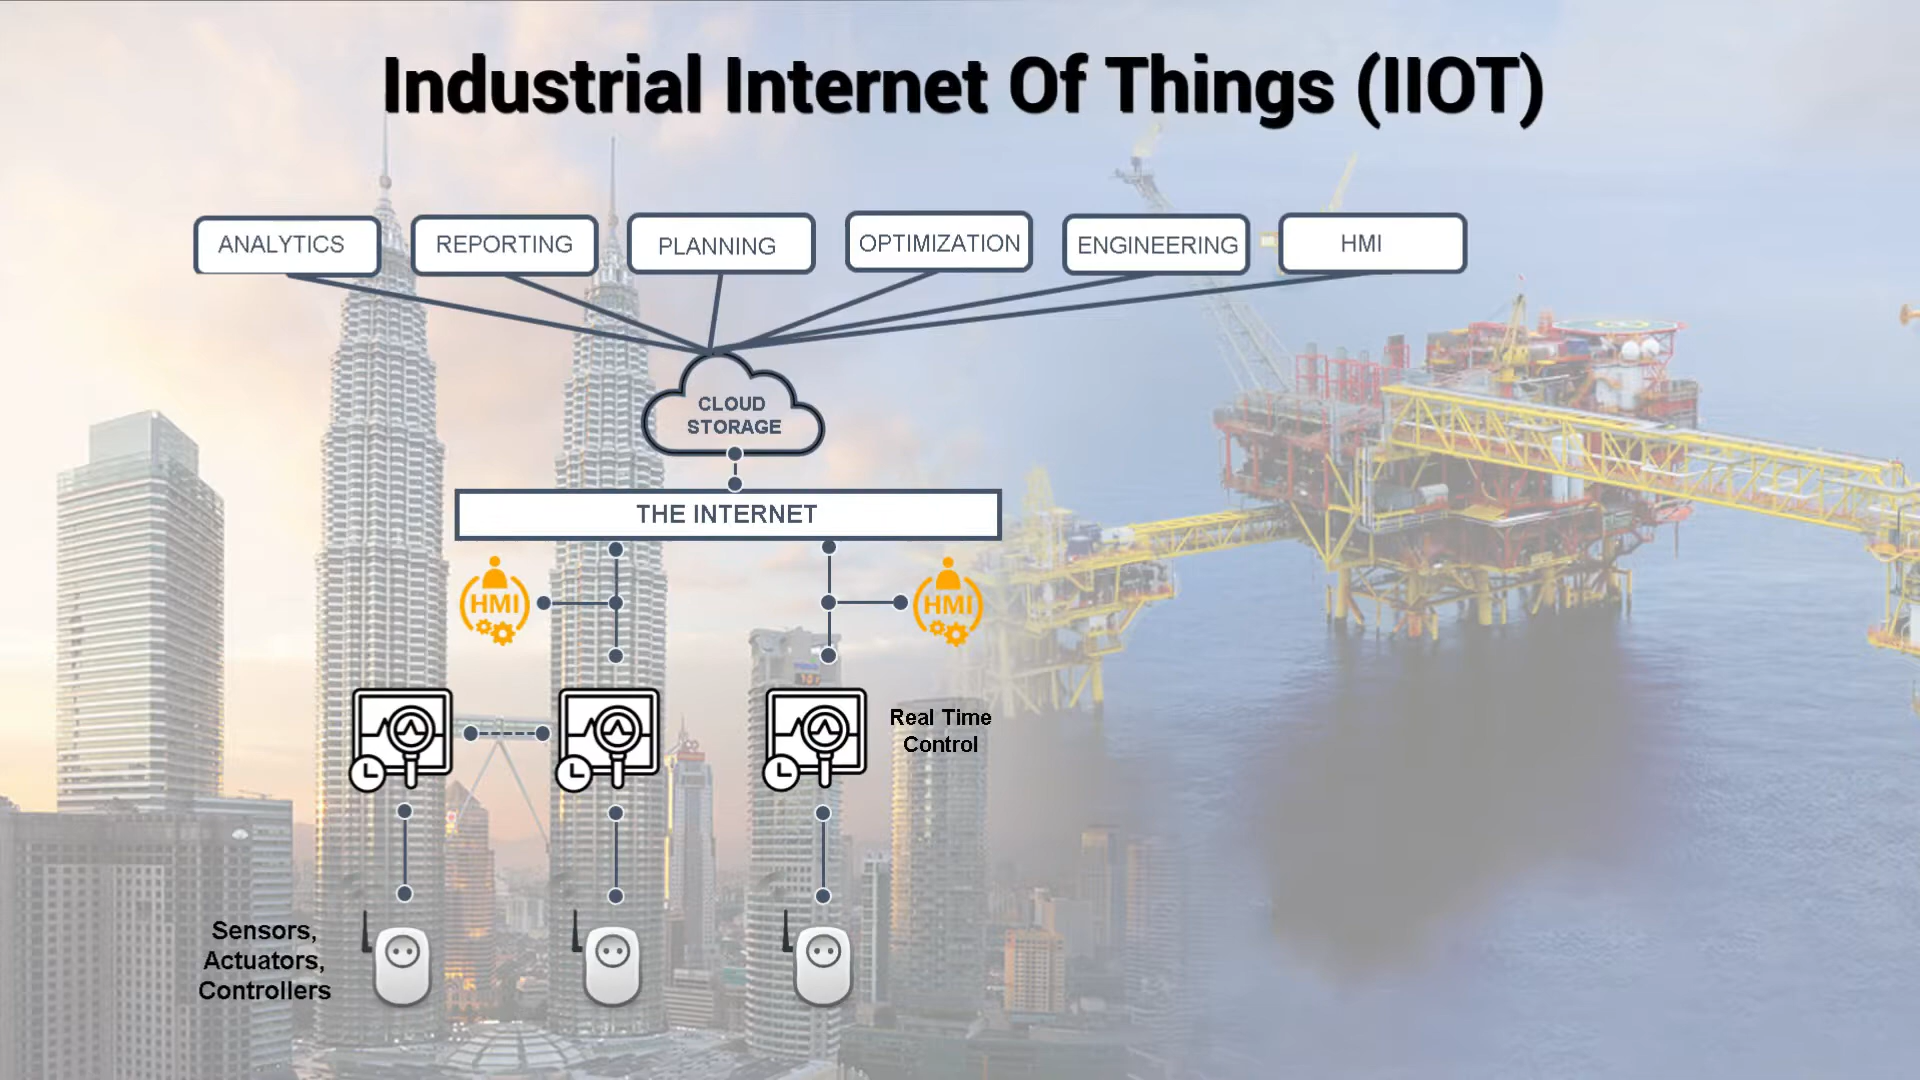 Industrial Internet Of Things (IIOT)
ANALYTICS
REPORTING
PLANNING
OPTIMIZATION
ENGINEERING
HMI
CLOUD
STORAGE
THE INTERNET
HMI
HMI
Real Time
Control
Sensors,
Actuators,
Controllers